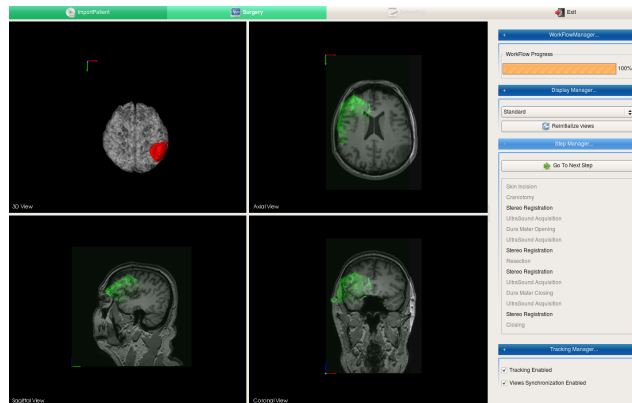 ImportPatient
Surgery
Exit
WorkFlowManager...
WorkFlow Progress
100%
Display Manager...
Standard
Reinitialize views
Step Manager...
Go To Next Step
Skin Incision
Craniotomy
Stereo Registration
UltraSound Acquisition
Dura Mater Opening
UltraSound Acquisition
Stereo Registration
Resection
Stereo Registration
UltraSound Acquisition
Dura Mater Closing
UltraSound Acquisition
Stereo Registration
Closing
Tracking Manager...
Tracking Enabled
Views Synchronization Enabled
3D View
Axial View
Sagittal View
Coronal View